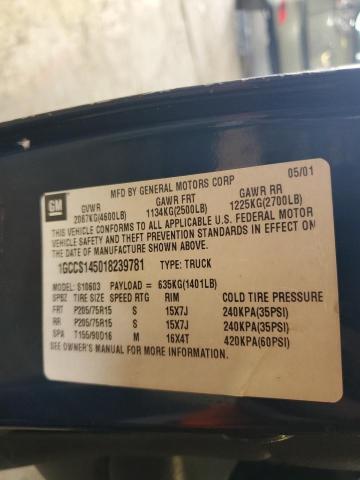 MFD BY GENERAL MOTORS CORP 05/01
GM
GVWR GAWR FRT GAWR RR
2087KG(4600LB) 1134KG(2500LB) 1225KG(2700LB)
THIS VEHICLE CONFORMS TO ALL APPLICABLE U.S. FEDERAL MOTOR
VEHICLE SAFETY AND THEFT PREVENTION STANDARDS IN EFFECT ON
THE DATE OF MANUFACTURE SHOWN ABOVE.
1GCCS145018239781 TYPE: TRUCK
MODEL: S10603 PAYLOAD = 635KG(1401LB)
SPBZ TIRE SIZE SPEED RTG RIM COLD TIRE PRESSURE
FRT P205/75R15 S 15X7J 240KPA(35PSI)
RR P205/75R15 S 15X7J 240KPA(35PSI)
SPA T155/90D16 M 16X4T 420KPA(60PSI)
SEE OWNER'S MANUAL FOR MORE INFORMATION.